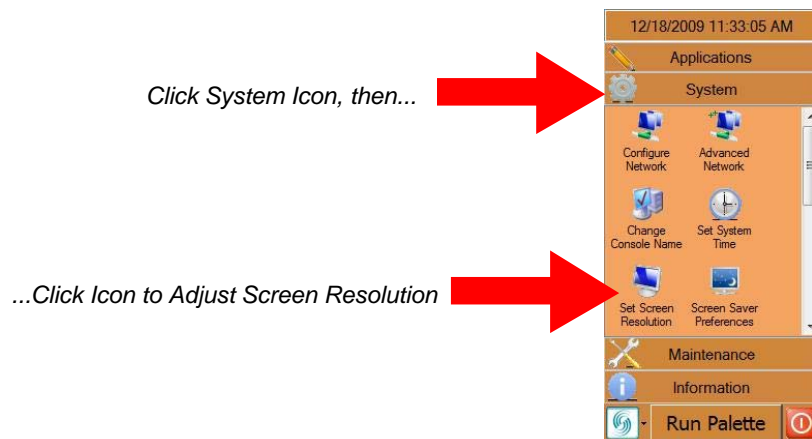 12/18/2009 11:33:05 AM
Applications
Click System Icon, then...
System
Configure
Network
Advanced
Network
Change
Console Name
Set System
Time
...Click Icon to Adjust Screen Resolution
Set Screen
Resolution
Screen Saver
Preferences
Maintenance
Information
Run Palette